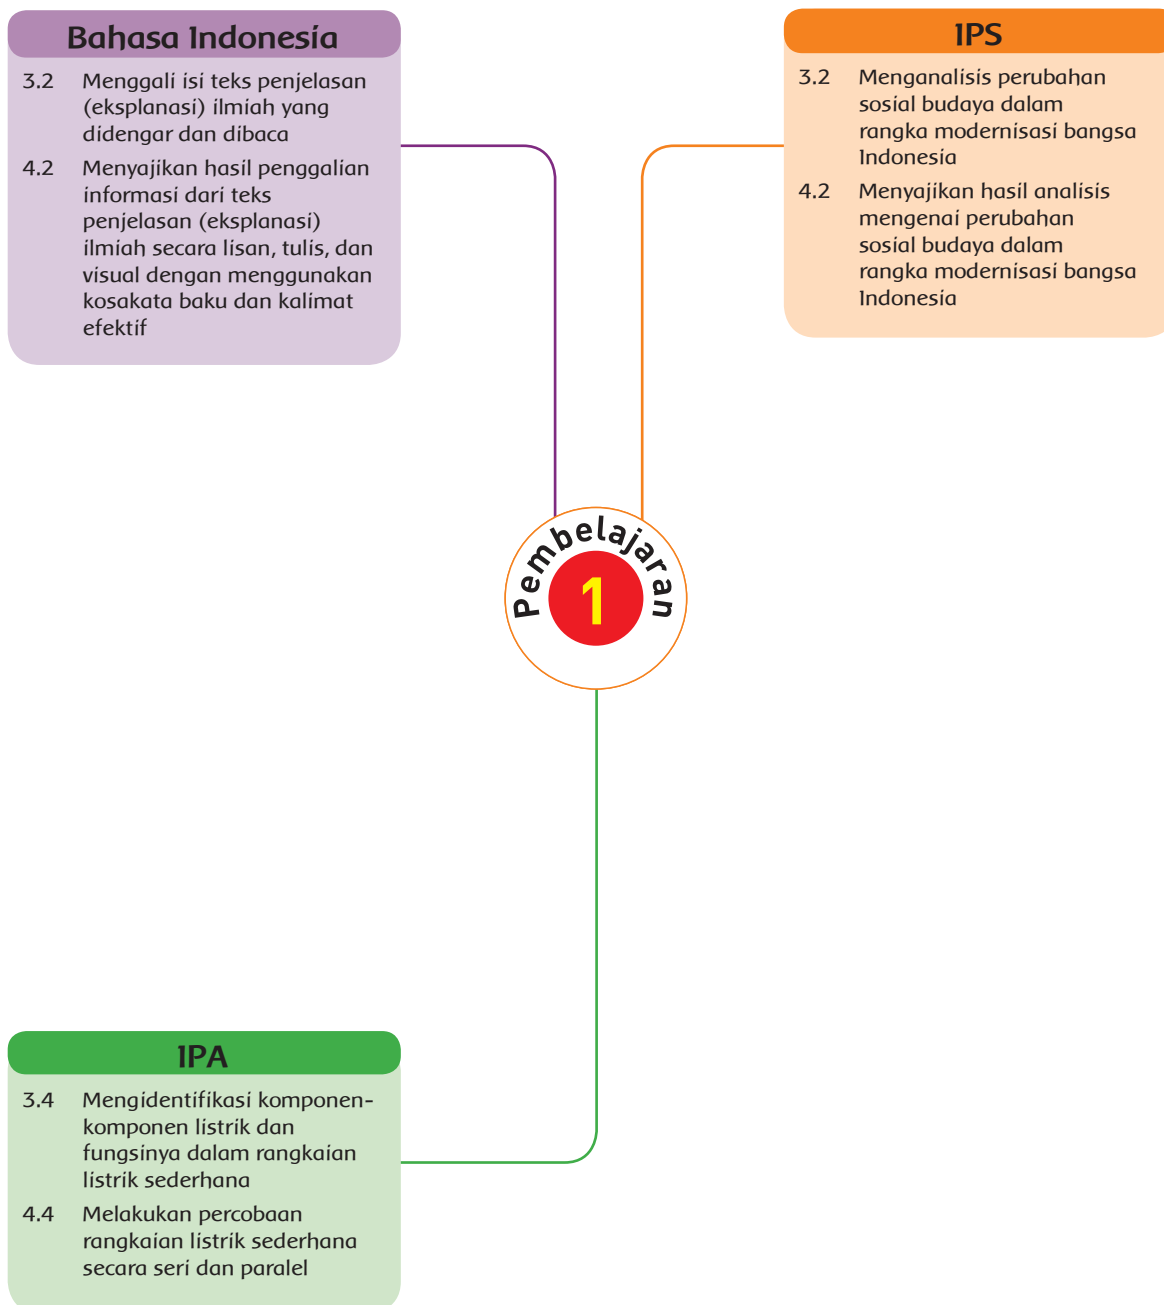 Bahasa Indonesia
3.2 Menggali isi teks penjelasan
(eksplanasi) ilmiah yang
didengar dan dibaca
4.2 Menyajikan hasil penggalian
informasi dari teks
penjelasan (eksplanasi)
ilmiah secara lisan, tulis, dan
visual dengan menggunakan
kosakata baku dan kalimat
efektif
IPS
3.2 Menganalisis perubahan
sosial budaya dalam
rangka modernisasi bangsa
Indonesia
4.2 Menyajikan hasil analisis
mengenai perubahan
sosial budaya dalam
rangka modernisasi bangsa
Indonesia
Pembelajaran
1
IPA
3.4 Mengidentifikasi komponen-
komponen listrik dan
fungsinya dalam rangkaian
listrik sederhana
4.4 Melakukan percobaan
rangkaian listrik sederhana
secara seri dan paralel